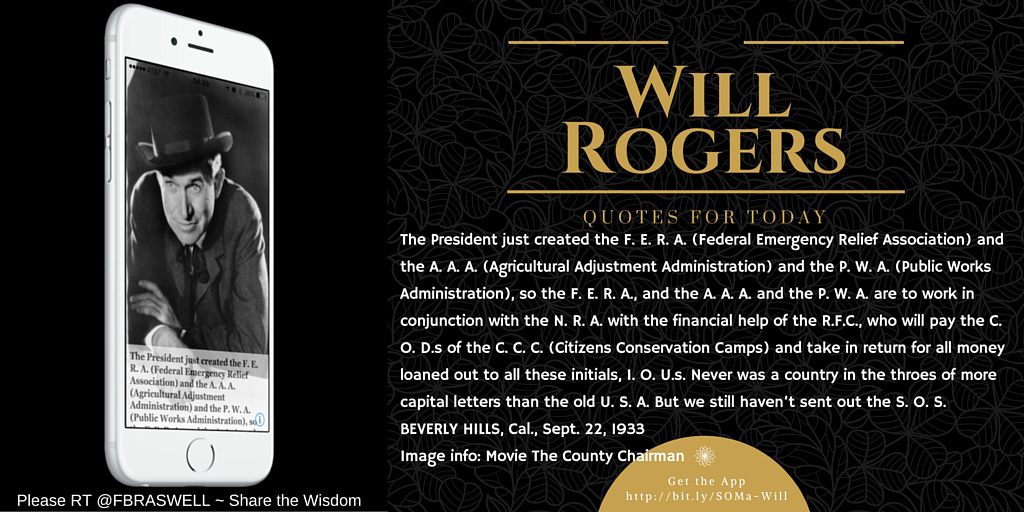 AT&T
36%
The President just created the F. E.
R. A. (Federal Emergency Relief
Association) and the A. A. A.
(Agricultural Adjustment
Administration) and the P. W. A.
(Public Works Administration), so
Please RT @FBRASWELL ~ Share the Wisdom
WILL
ROGERS
QUOTES FOR TODAY
The President just created the F. E. R. A. (Federal Emergency Relief Association) and
the A. A. A. (Agricultural Adjustment Administration) and the P. W. A. (Public Works
Administration), so the F. E. R. A., and the A. A. A. and the P. W. A. are to work in
conjunction with the N. R. A. with the financial help of the R.F.C., who will pay the C.
O. D.s of the C. C. C. (Citizens Conservation Camps) and take in return for all money
loaned out to all these initials, I. O. U.s. Never was a country in the throes of more
capital letters than the old U. S. A. But we still haven't sent out the S. O. S.
BEVERLY HILLS, Cal., Sept. 22, 1933
Image info: Movie The County Chairman
Get the App
http://bit.ly/SOMa-Will